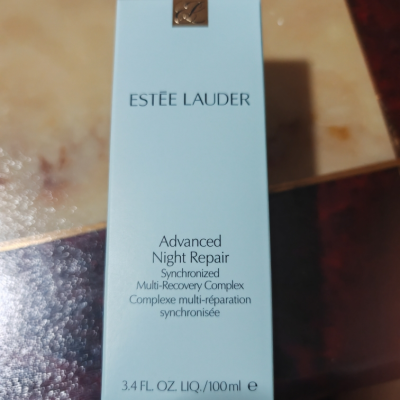 ESTĒE LAUDER
Advanced
Night Repair
Synchronized
Multi-Recovery Complex
Complexe multi-réparation
synchronisée
3.4 FL. OZ. LIQ./100ml ℮